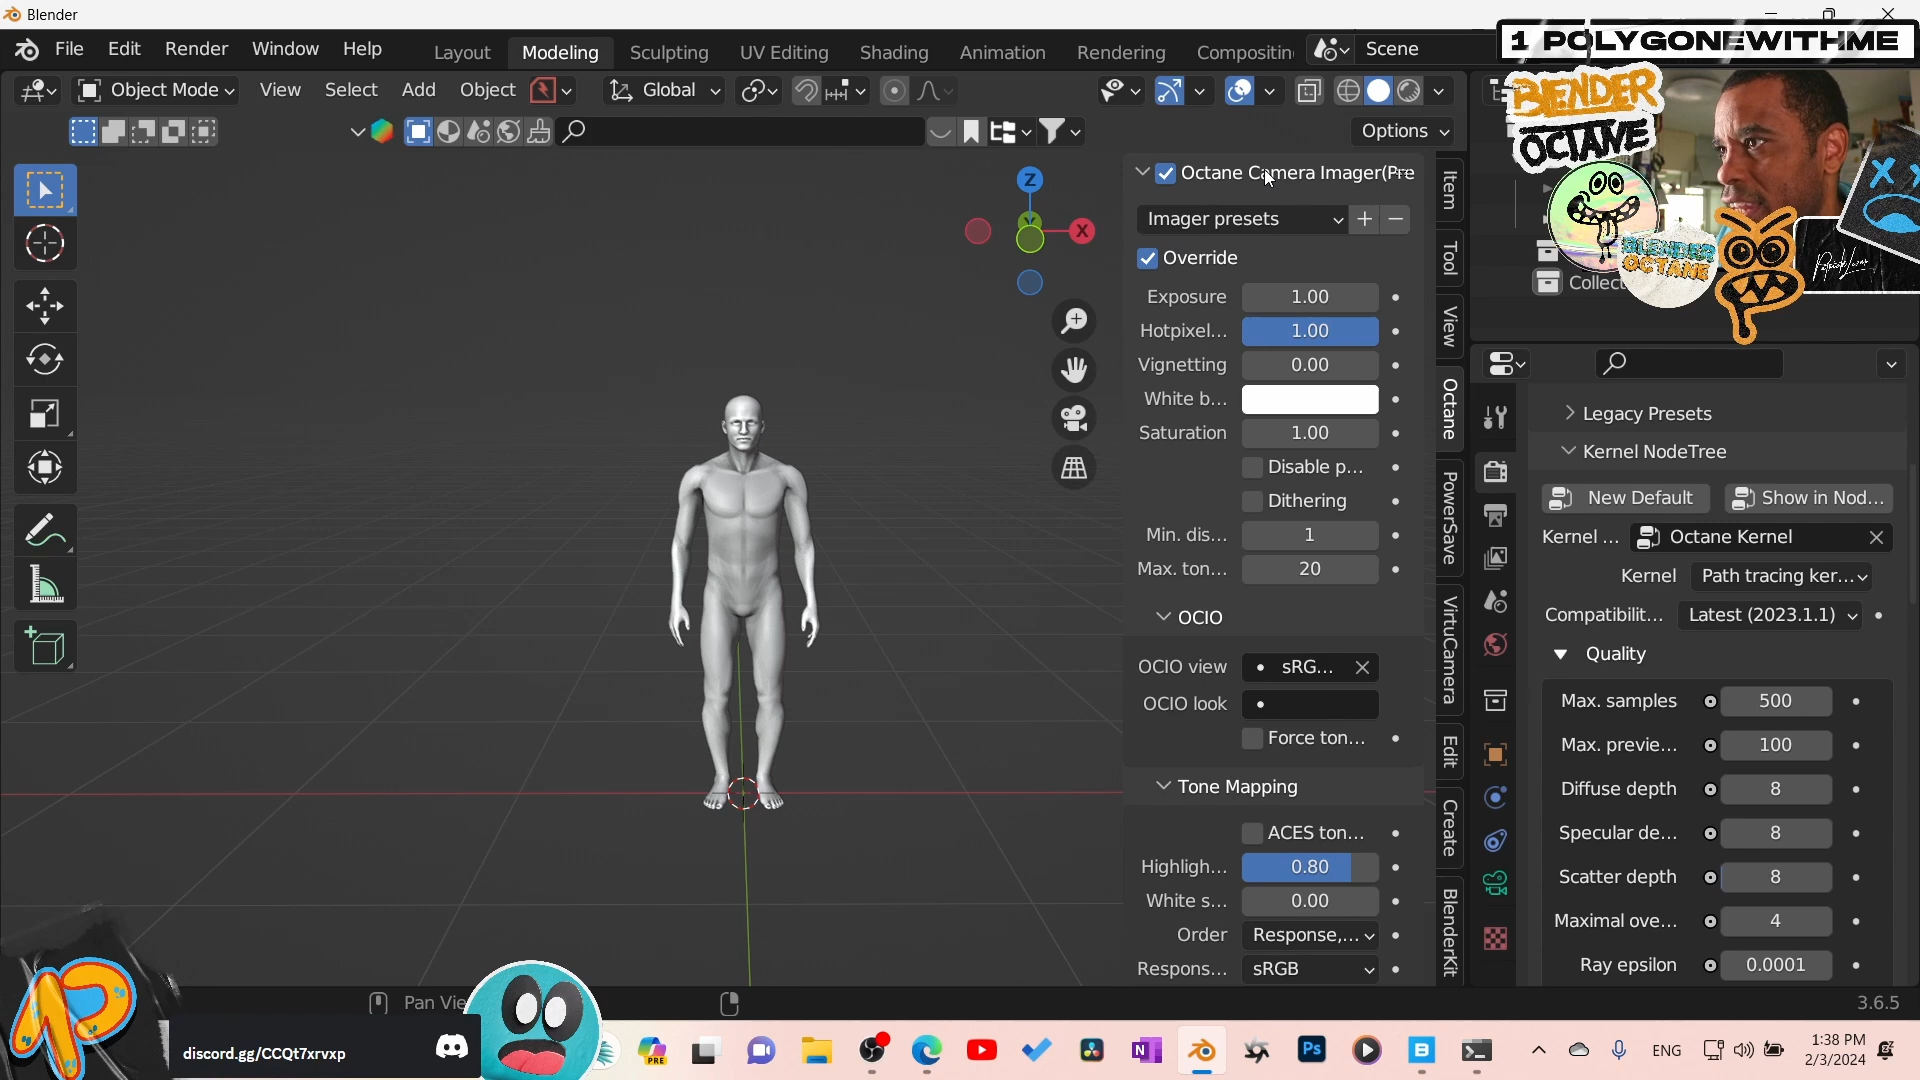 Blender
File Edit Render Window Help
Layout Modeling Sculpting UV Editing Shading Animation Rendering Compositin
Scene
1 POLYGONEWITHME
Object Mode View Select Add Object Global
Options
BLENDER
OCTANE
BLENDER
OCTANE
Collect
Z
Y
X
Octane Camera Imager(Pre
Imager presets
Override
Exposure 1.00
Hotpixel... 1.00
Vignetting 0.00
White b...
Saturation 1.00
Disable p...
Dithering
Min. dis... 1
Max. ton... 20
OCIO
OCIO view sRG...
OCIO look
Force ton...
Tone Mapping
ACES ton...
Highligh... 0.80
White s... 0.00
Order Response,...
Respons... sRGB
Item
Tool
View
Octane
PowerSave
VirtuCamera
Edit
Create
BlenderKit
Legacy Presets
Kernel NodeTree
New Default Show in Nod...
Kernel ... Octane Kernel
Kernel Path tracing ker...
Compatibilit... Latest (2023.1.1)
Quality
Max. samples 500
Max. previe... 100
Diffuse depth 8
Specular de... 8
Scatter depth 8
Maximal ove... 4
Ray epsilon 0.0001
Pan Vie
3.6.5
discord.gg/CCQt7xrvxp
PRE
N
Ps
B
ENG
1:38 PM
2/3/2024